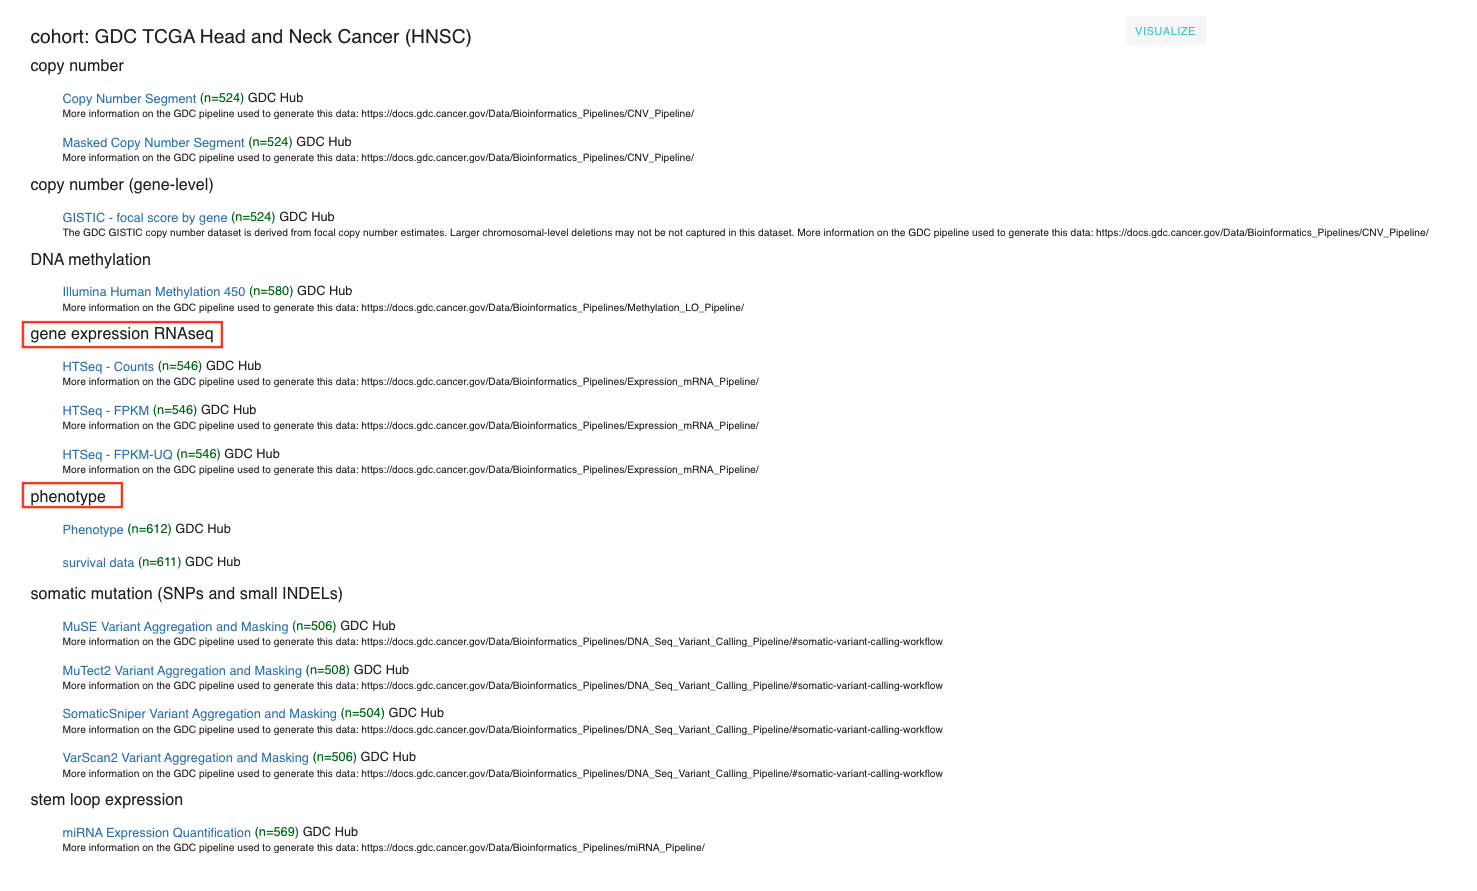 cohort: GDC TCGA Head and Neck Cancer (HNSC)
VISUALIZE
copy number
Copy Number Segment (n=524) GDC Hub
More information on the GDC pipeline used to generate this data: https://docs.gdc.cancer.gov/Data/Bioinformatics_Pipelines/CNV_Pipeline/
Masked Copy Number Segment (n=524) GDC Hub
More information on the GDC pipeline used to generate this data: https://docs.gdc.cancer.gov/Data/Bioinformatics_Pipelines/CNV_Pipeline/
copy number (gene-level)
GISTIC - focal score by gene (n=524) GDC Hub
The GDC GISTIC copy number dataset is derived from focal copy number estimates. Larger chromosomal-level deletions may not be not captured in this dataset. More information on the GDC pipeline used to generate this data: https://docs.gdc.cancer.gov/Data/Bioinformatics_Pipelines/CNV_Pipeline/
DNA methylation
Illumina Human Methylation 450 (n=580) GDC Hub
More information on the GDC pipeline used to generate this data: https://docs.gdc.cancer.gov/Data/Bioinformatics_Pipelines/Methylation_LO_Pipeline/
gene expression RNAseq
HTSeq - Counts (n=546) GDC Hub
More information on the GDC pipeline used to generate this data: https://docs.gdc.cancer.gov/Data/Bioinformatics_Pipelines/Expression_mRNA_Pipeline/
HTSeq - FPKM (n=546) GDC Hub
More information on the GDC pipeline used to generate this data: https://docs.gdc.cancer.gov/Data/Bioinformatics_Pipelines/Expression_mRNA_Pipeline/
HTSeq - FPKM-UQ (n=546) GDC Hub
More information on the GDC pipeline used to generate this data: https://docs.gdc.cancer.gov/Data/Bioinformatics_Pipelines/Expression_mRNA_Pipeline/
phenotype
Phenotype (n=612) GDC Hub
survival data (n=611) GDC Hub
somatic mutation (SNPs and small INDELs)
MuSE Variant Aggregation and Masking (n=506) GDC Hub
More information on the GDC pipeline used to generate this data: https://docs.gdc.cancer.gov/Data/Bioinformatics_Pipelines/DNA_Seq_Variant_Calling_Pipeline/#somatic-variant-calling-workflow
MuTect2 Variant Aggregation and Masking (n=508) GDC Hub
More information on the GDC pipeline used to generate this data: https://docs.gdc.cancer.gov/Data/Bioinformatics_Pipelines/DNA_Seq_Variant_Calling_Pipeline/#somatic-variant-calling-workflow
SomaticSniper Variant Aggregation and Masking (n=504) GDC Hub
More information on the GDC pipeline used to generate this data: https://docs.gdc.cancer.gov/Data/Bioinformatics_Pipelines/DNA_Seq_Variant_Calling_Pipeline/#somatic-variant-calling-workflow
VarScan2 Variant Aggregation and Masking (n=506) GDC Hub
More information on the GDC pipeline used to generate this data: https://docs.gdc.cancer.gov/Data/Bioinformatics_Pipelines/DNA_Seq_Variant_Calling_Pipeline/#somatic-variant-calling-workflow
stem loop expression
miRNA Expression Quantification (n=569) GDC Hub
More information on the GDC pipeline used to generate this data: https://docs.gdc.cancer.gov/Data/Bioinformatics_Pipelines/miRNA_Pipeline/